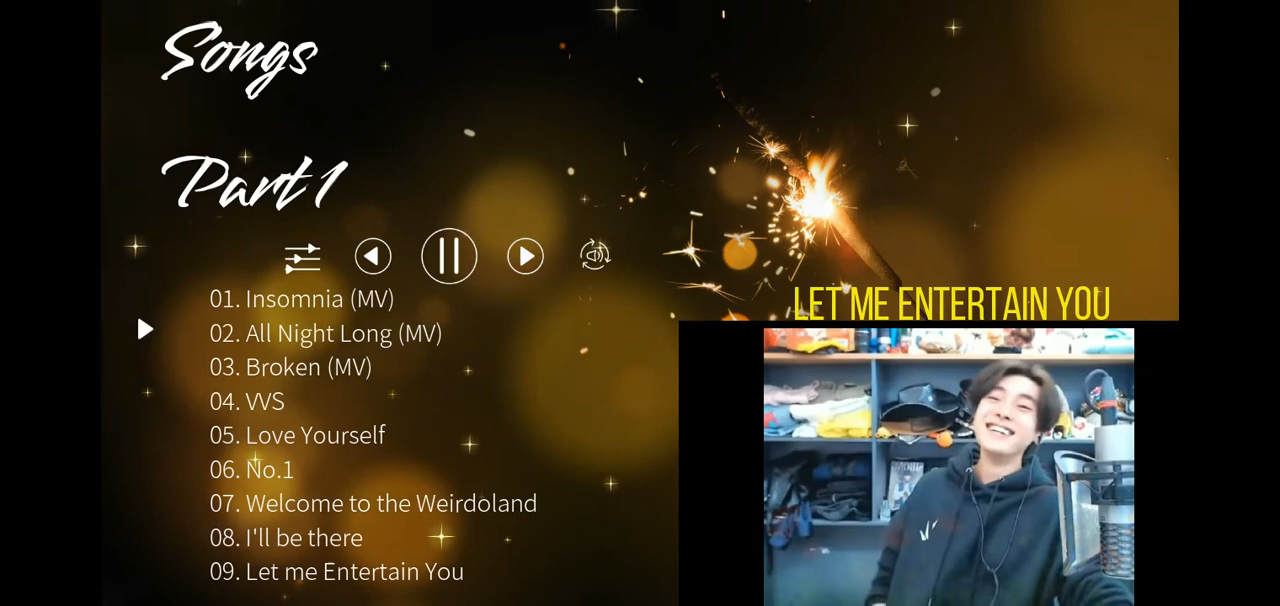 Songs
Part 1
01. Insomnia (MV)
02. All Night Long (MV)
03. Broken (MV)
04. VVS
05. Love Yourself
06. No.1
07. Welcome to the Weirdoland
08. I'll be there
09. Let me Entertain You
LET ME ENTERTAIN YOU